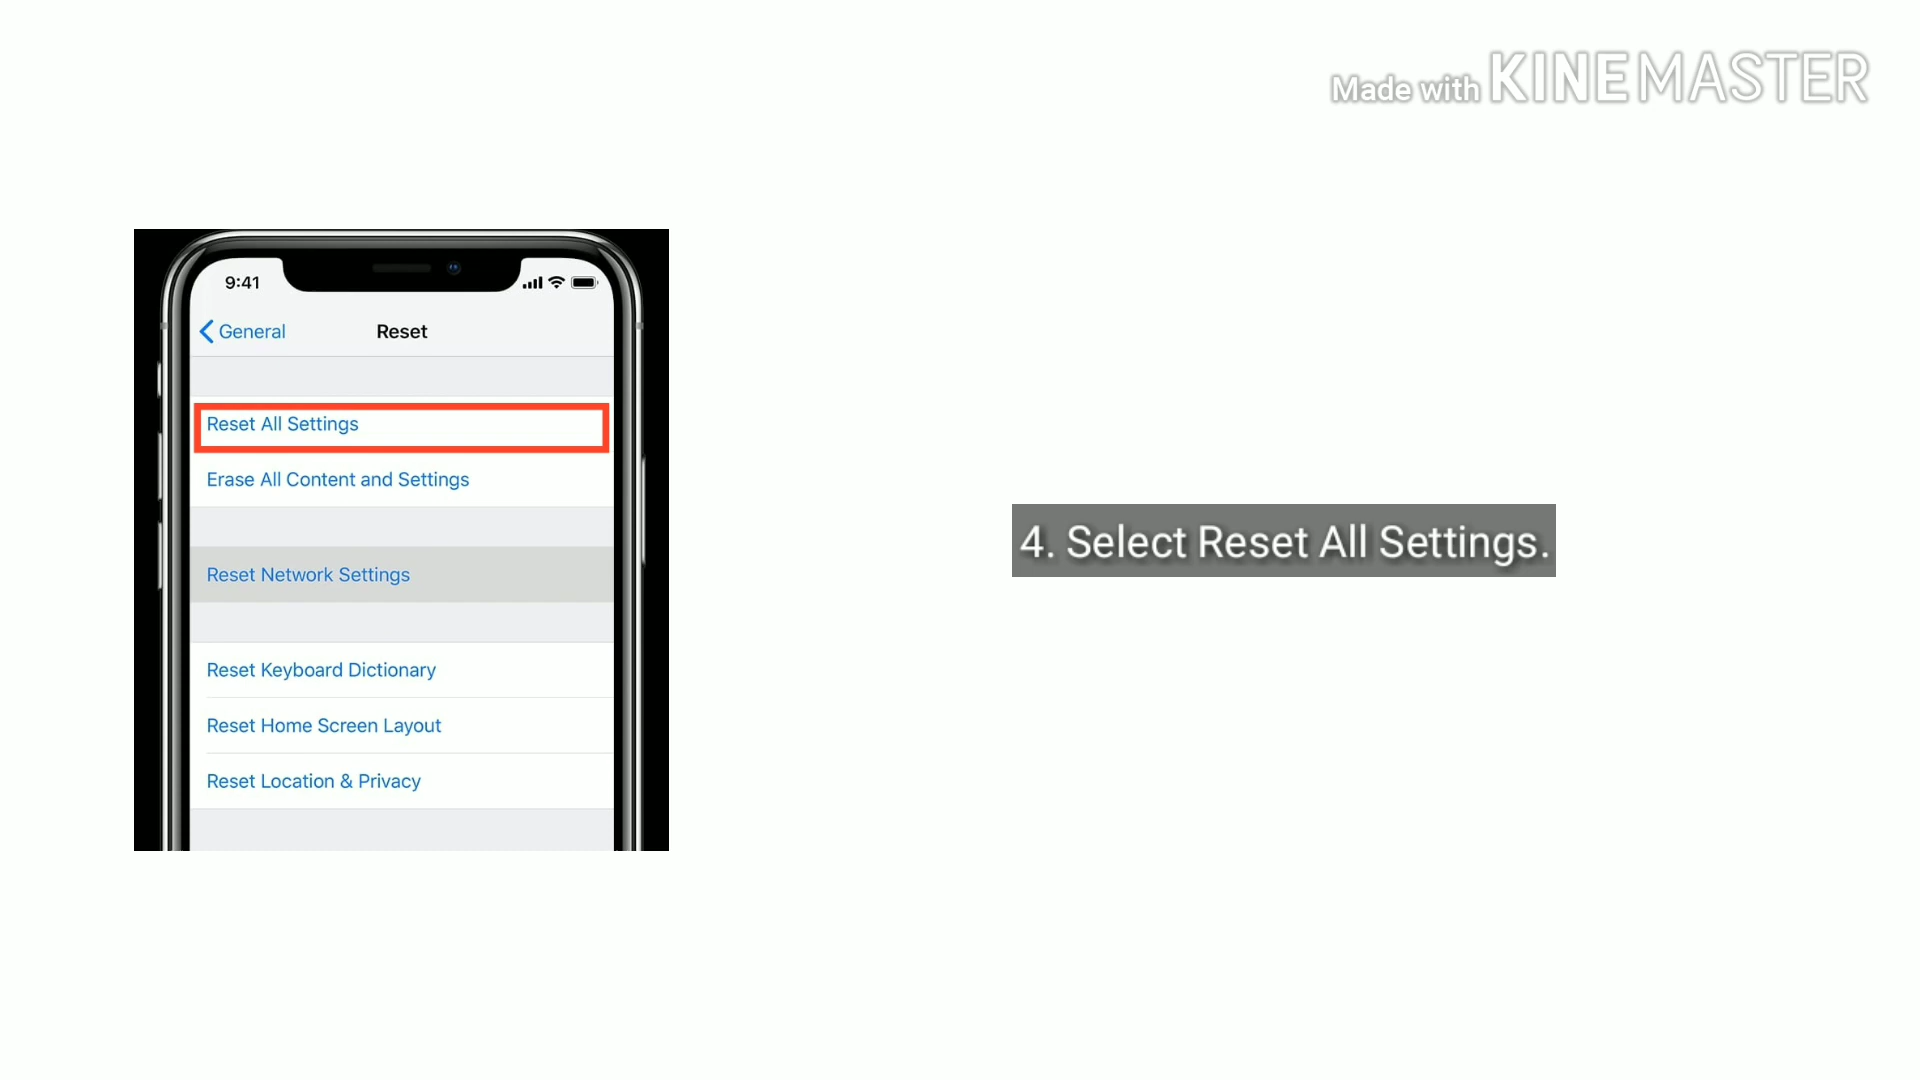 Made with KINEMASTER
9:41
General
Reset
Reset All Settings
Erase All Content and Settings
Reset Network Settings
Reset Keyboard Dictionary
Reset Home Screen Layout
Reset Location & Privacy
4. Select Reset All Settings.